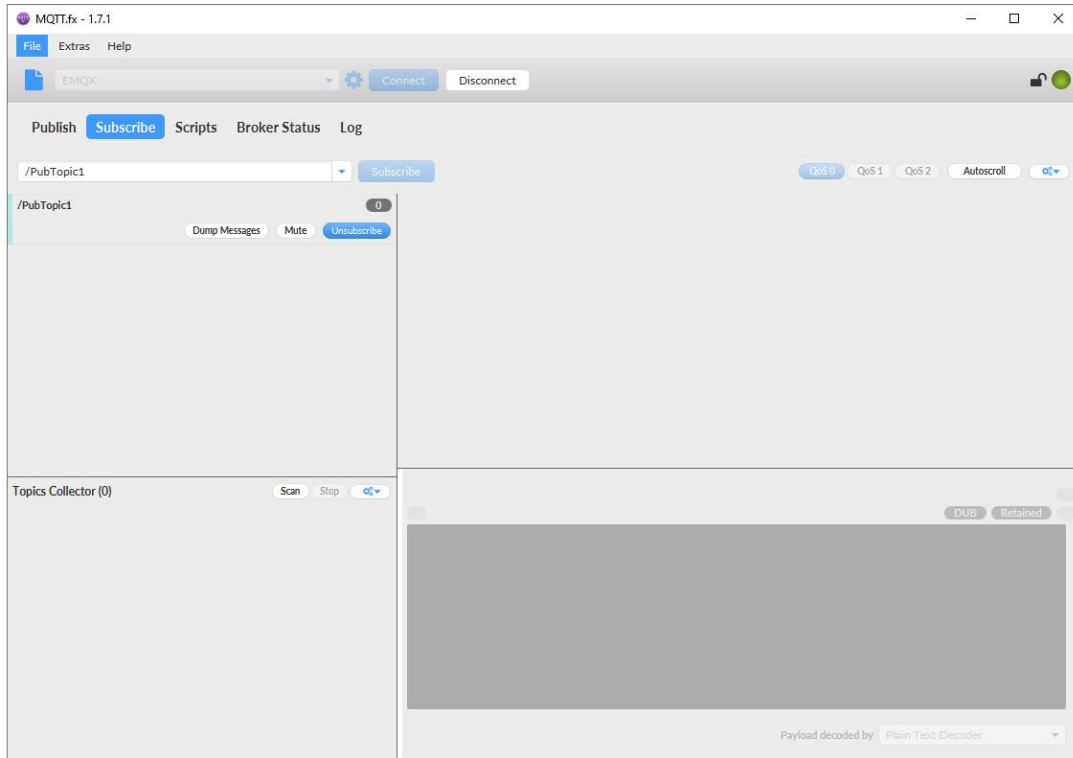 MQTT.fx - 1.7.1
File Extras Help
EMQX Connect Disconnect
Publish Subscribe Scripts Broker Status Log
/PubTopic1 Subscribe QoS 0 QoS 1 QoS 2 Autoscroll
/PubTopic1 0
Dump Messages Mute Unsubscribe
Topics Collector (0) Scan Stop
DUB Retained
Payload decoded by Plain Text Decoder